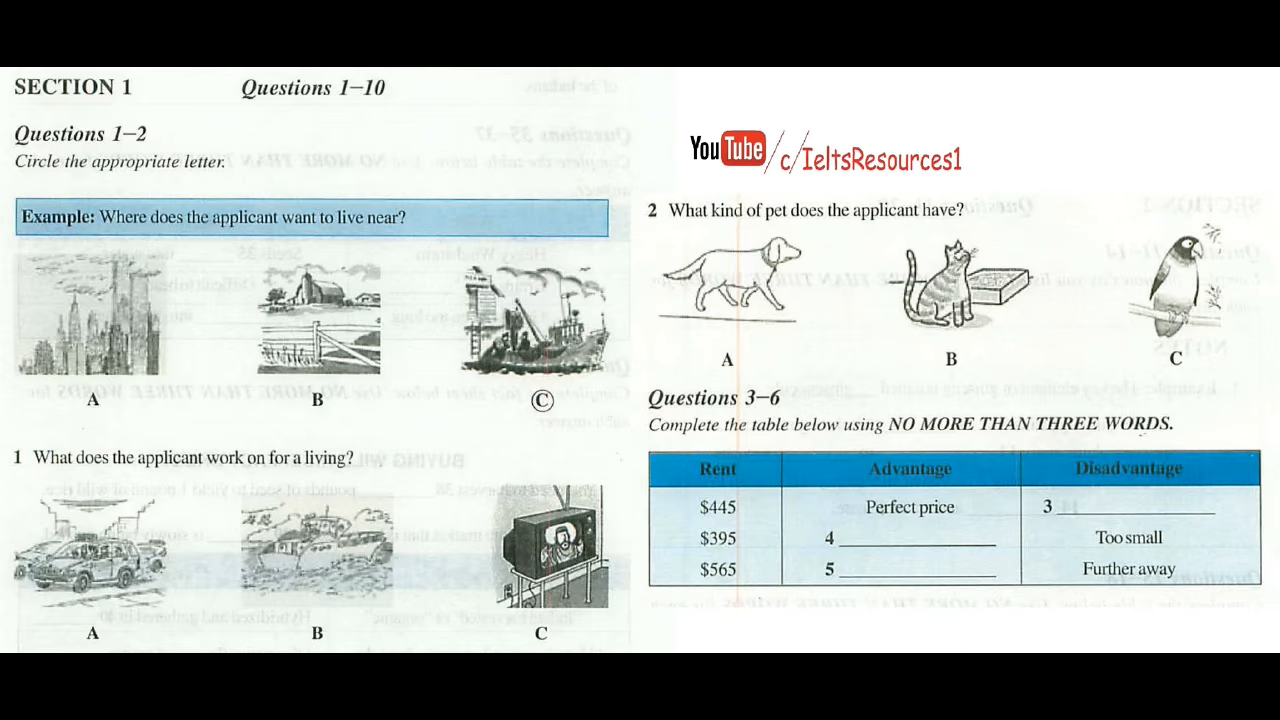 SECTION 1 Questions 1–10
Questions 1–2
Circle the appropriate letter.
Example: Where does the applicant want to live near?
A B C
1 What does the applicant work on for a living?
A B C
YouTube/c/IeltsResources1
2 What kind of pet does the applicant have?
A B C
Questions 3–6
Complete the table below using NO MORE THAN THREE WORDS.
Rent Advantage Disadvantage
$445 Perfect price 3 ____________
$395 4 ____________ Too small
$565 5 ____________ Further away